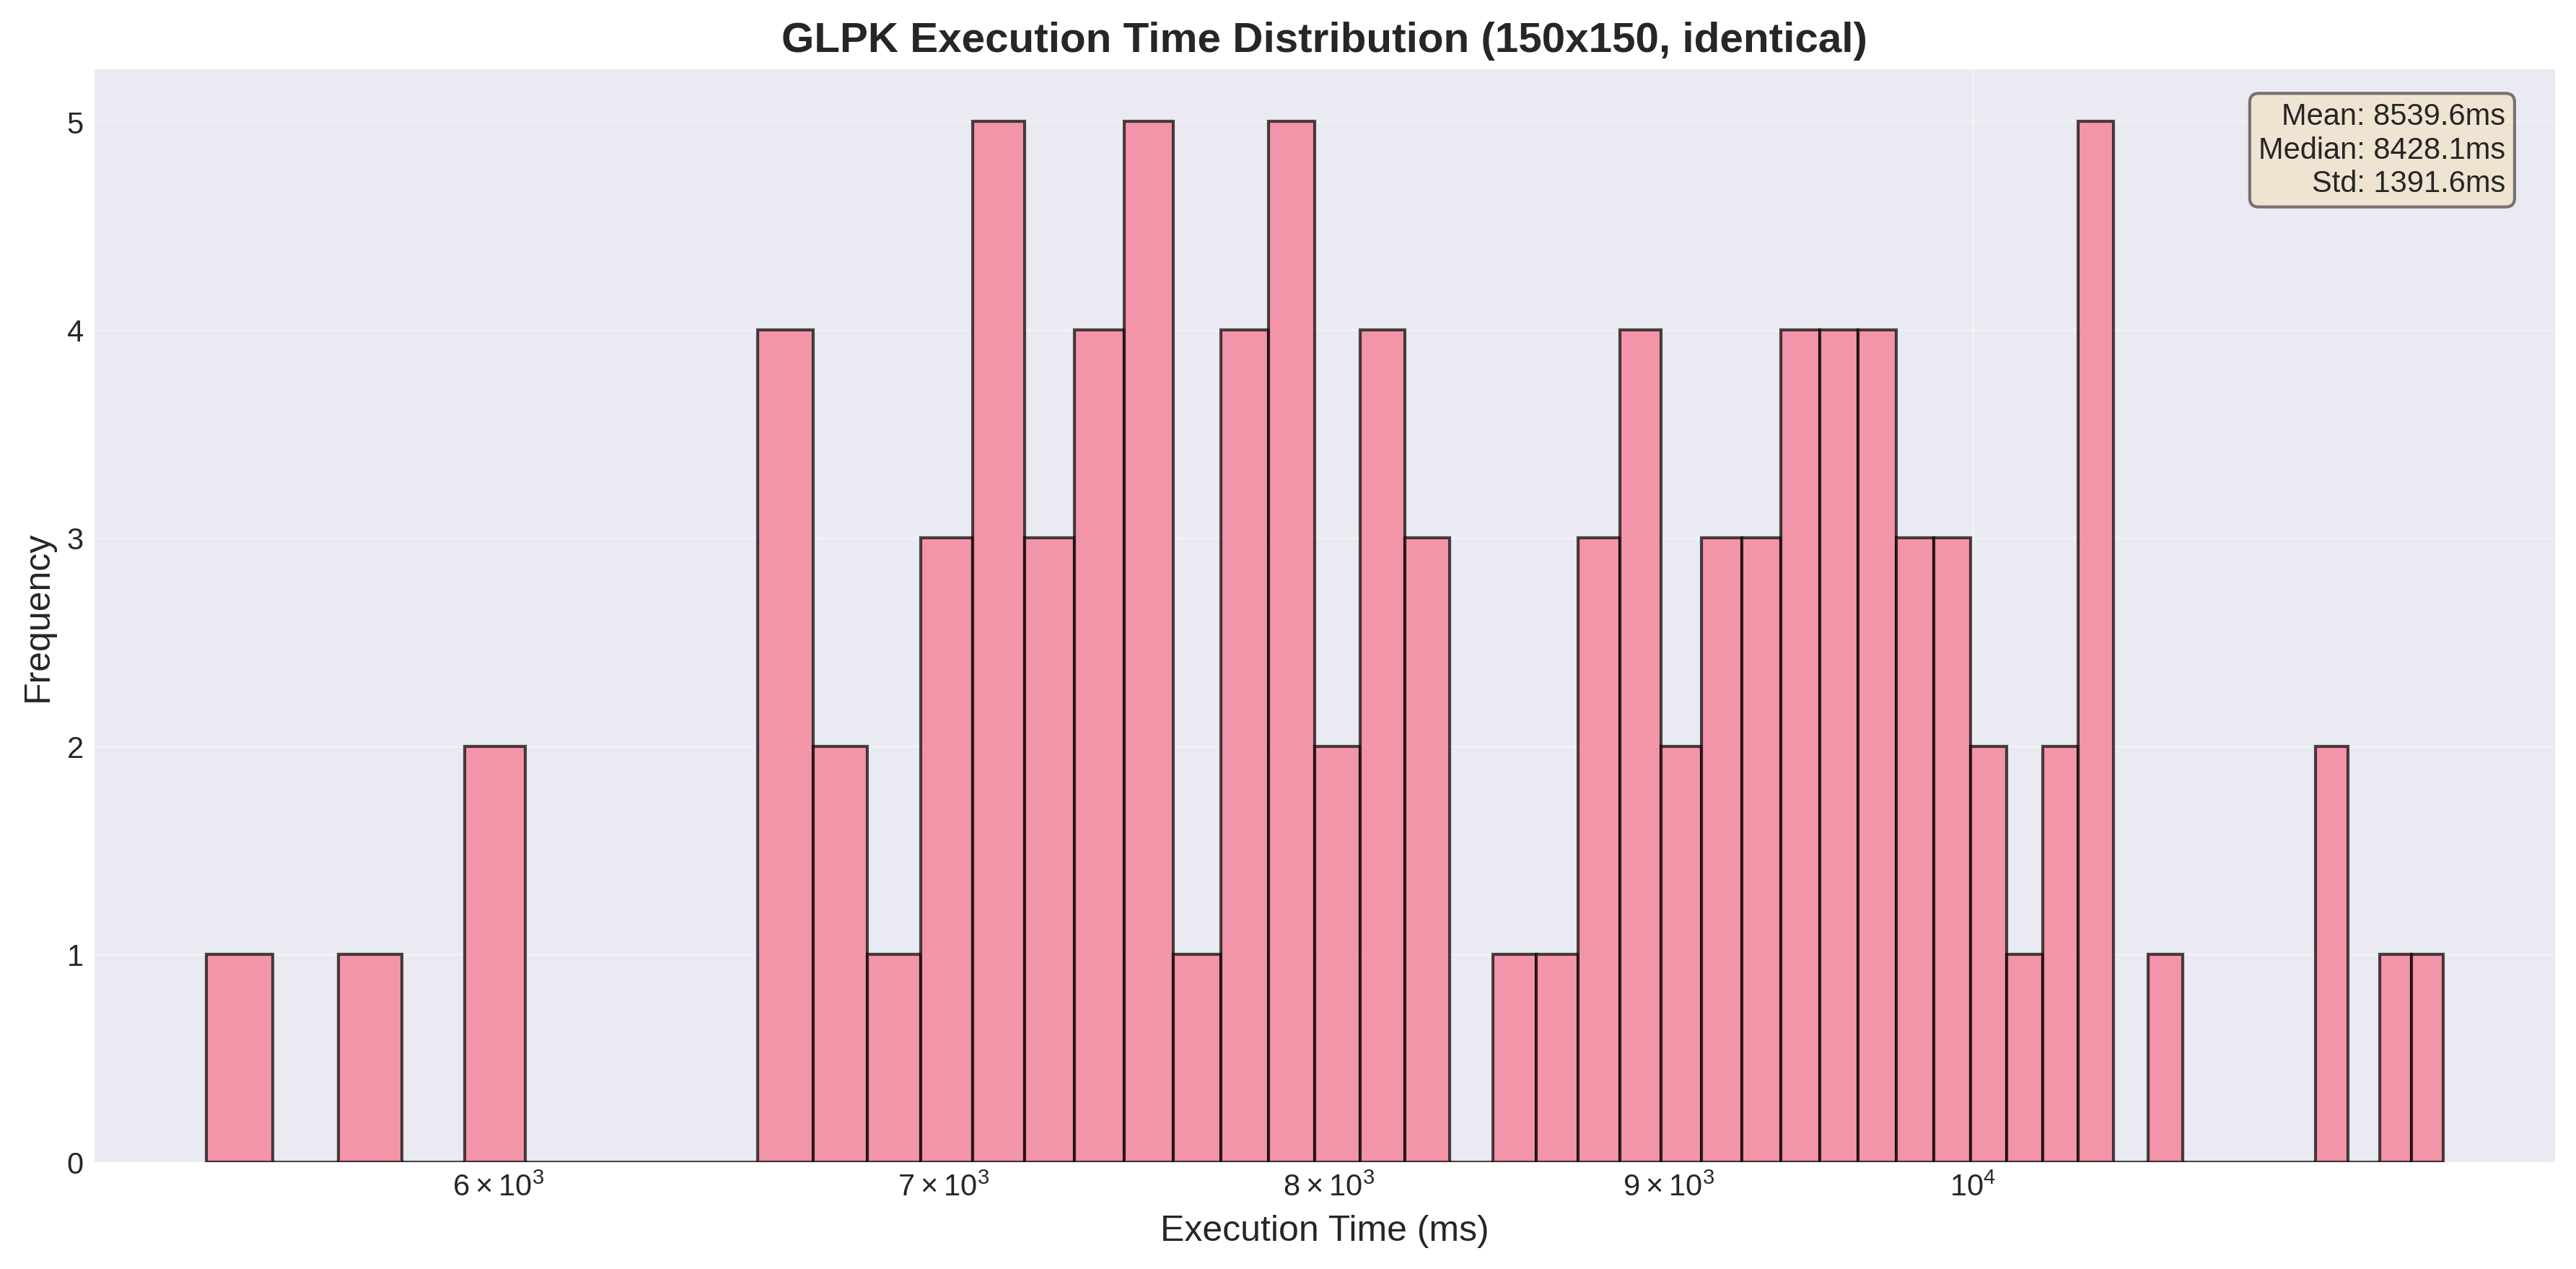 GLPK Execution Time Distribution (150x150, identical)
Mean: 8539.6ms
Median: 8428.1ms
Std: 1391.6ms
Frequency
5
4
3
2
1
0
6 × 10³
7 × 10³
8 × 10³
9 × 10³
10⁴
Execution Time (ms)